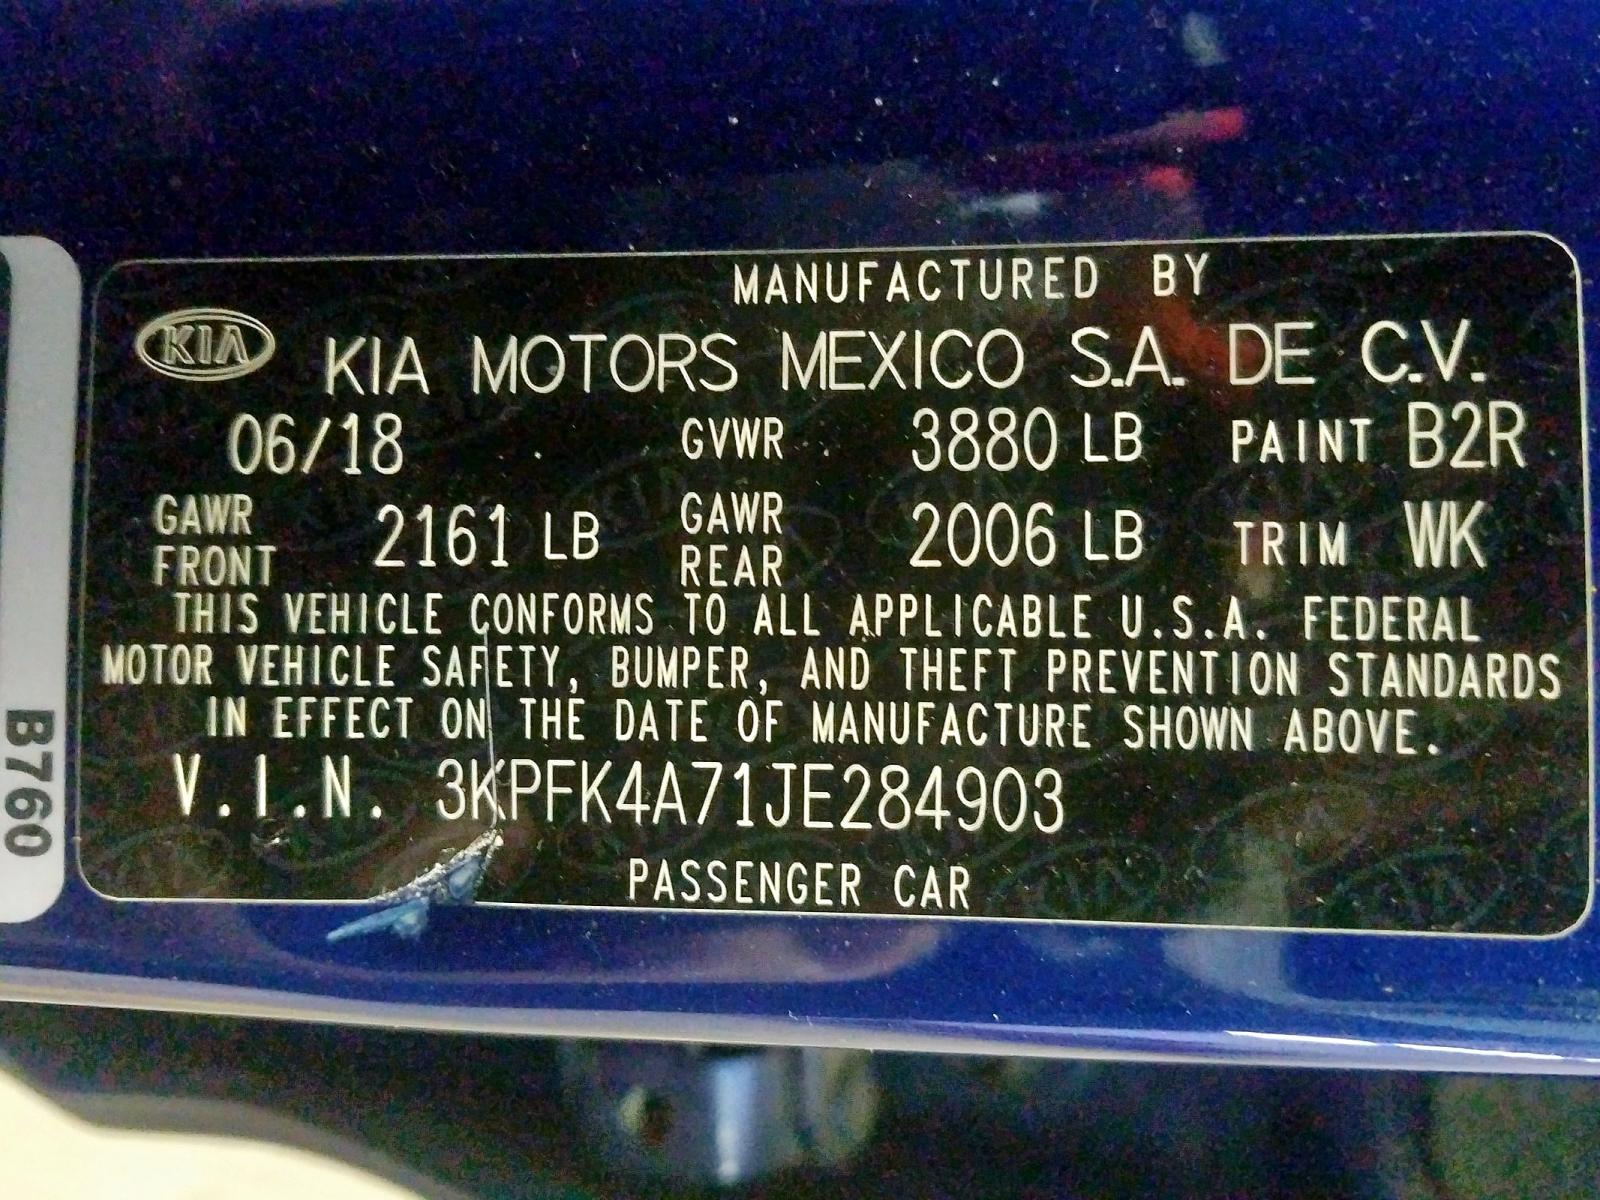 MANUFACTURED BY
KIA KIA MOTORS MEXICO S.A. DE C.V.
06/18 GVWR 3880 LB PAINT B2R
GAWR FRONT 2161 LB GAWR REAR 2006 LB TRIM WK
THIS VEHICLE CONFORMS TO ALL APPLICABLE U.S.A. FEDERAL
MOTOR VEHICLE SAFETY, BUMPER, AND THEFT PREVENTION STANDARDS
IN EFFECT ON THE DATE OF MANUFACTURE SHOWN ABOVE.
V.I.N. 3KPFK4A71JE284903
PASSENGER CAR
B760